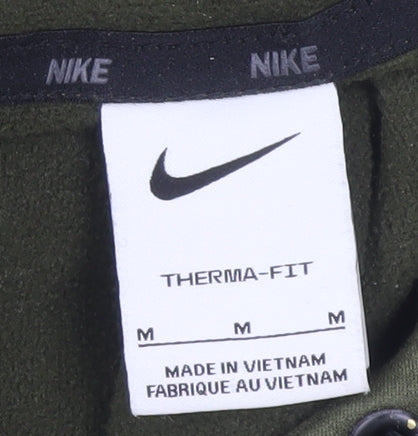 NIKE NIKE
THERMA-FIT
M M M
MADE IN VIETNAM
FABRIQUE AU VIETNAM